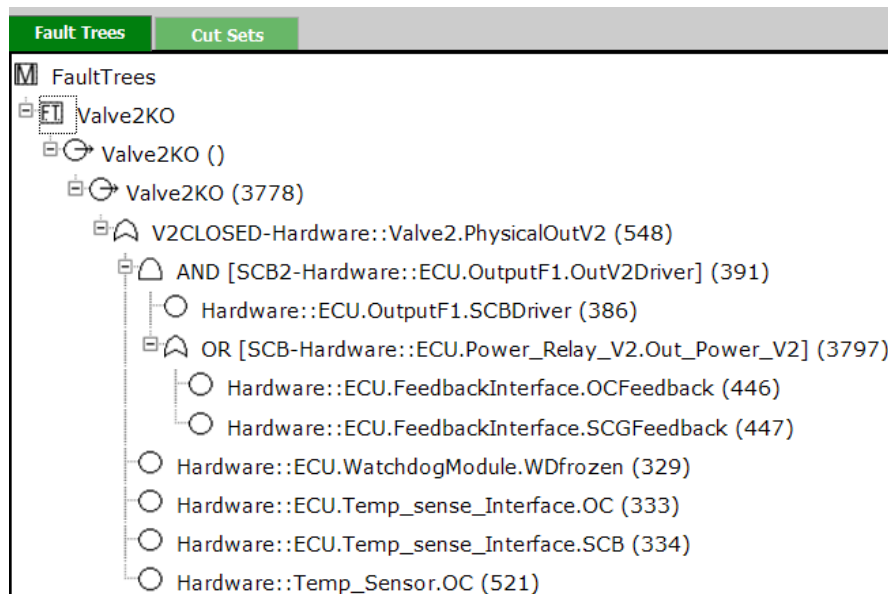 Fault Trees Cut Sets
M FaultTrees
FT Valve2KO
Valve2KO ()
Valve2KO (3778)
V2CLOSED-Hardware::Valve2.PhysicalOutV2 (548)
AND [SCB2-Hardware::ECU.OutputF1.OutV2Driver] (391)
Hardware::ECU.OutputF1.SCBDriver (386)
OR [SCB-Hardware::ECU.Power_Relay_V2.Out_Power_V2] (3797)
Hardware::ECU.FeedbackInterface.OCFeedback (446)
Hardware::ECU.FeedbackInterface.SCGFeedback (447)
Hardware::ECU.WatchdogModule.WDfrozen (329)
Hardware::ECU.Temp_sense_Interface.OC (333)
Hardware::ECU.Temp_sense_Interface.SCB (334)
Hardware::Temp_Sensor.OC (521)